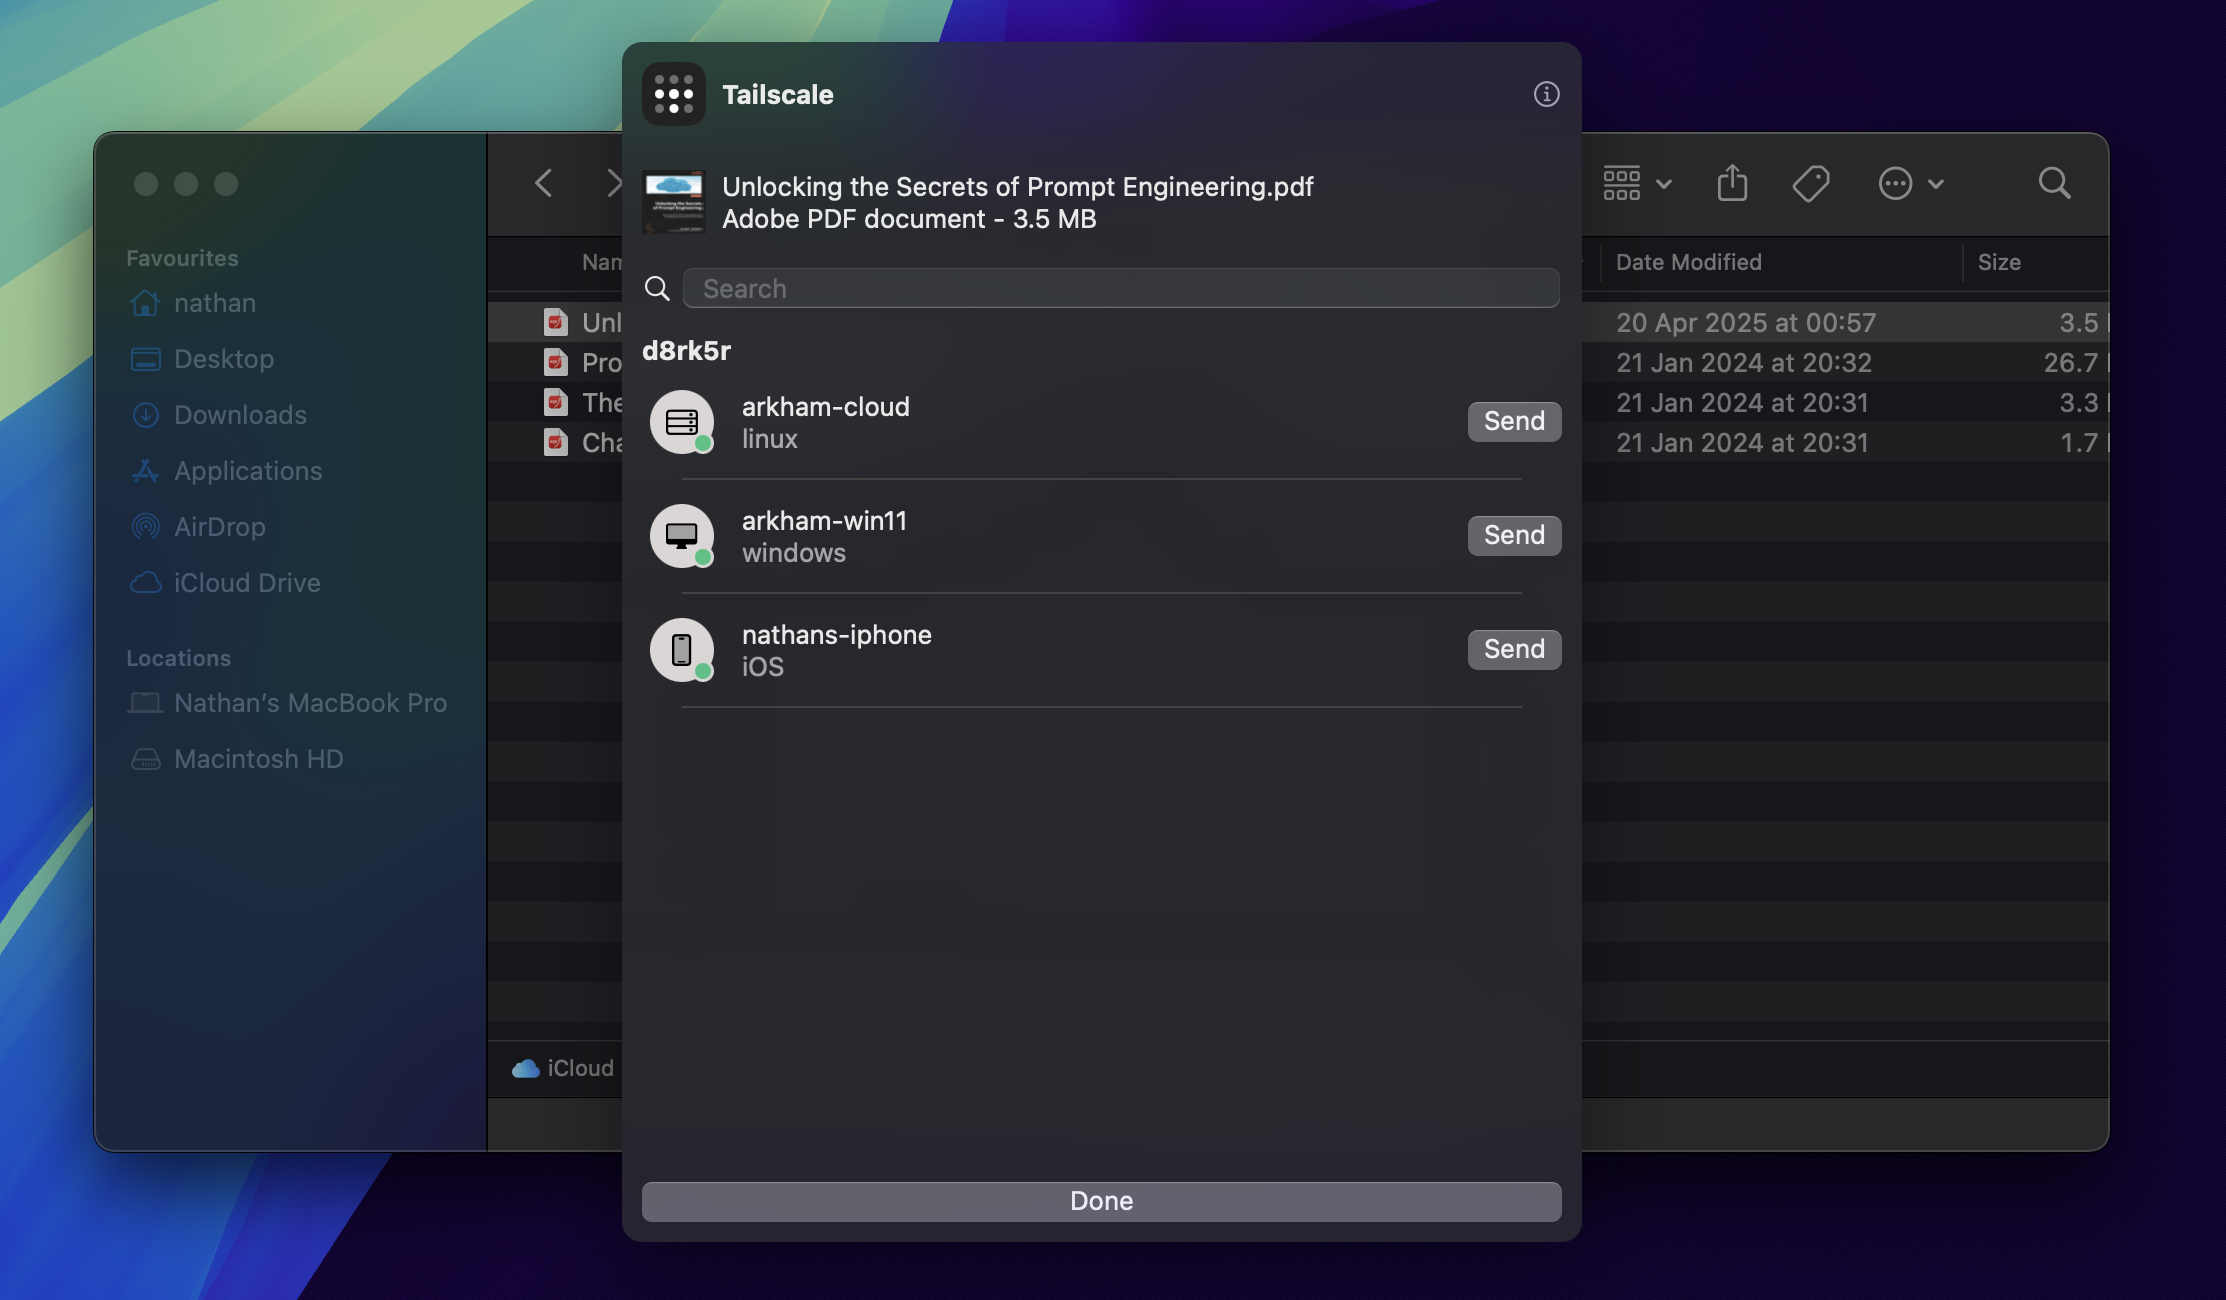 Tailscale
Unlocking the Secrets of Prompt Engineering.pdf
Adobe PDF document - 3.5 MB
Search
d8rk5r
arkham-cloud
linux
Send
arkham-win11
windows
Send
nathans-iphone
iOS
Send
Done
Favourites
nathan
Desktop
Downloads
Applications
AirDrop
iCloud Drive
Locations
Nathan’s MacBook Pro
Macintosh HD
Nam
Date Modified
Size
Unl
20 Apr 2025 at 00:57
3.5
Pro
21 Jan 2024 at 20:32
26.7
The
21 Jan 2024 at 20:31
3.3
Cha
21 Jan 2024 at 20:31
1.7
iCloud